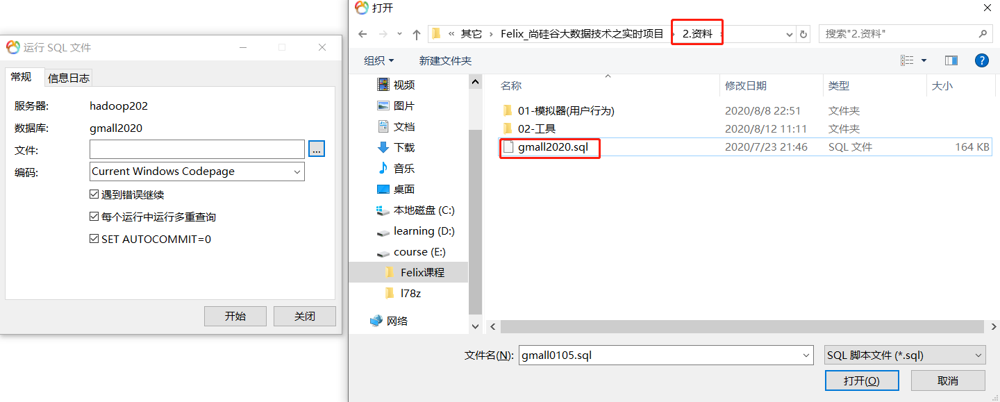 运行 SQL 文件
常规
信息日志
服务器:
hadoop202
数据库:
gmall2020
文件:
...
编码:
Current Windows Codepage
遇到错误继续
每个运行中运行多重查询
SET AUTOCOMMIT=0
开始
关闭
打开
« 其它 › Felix_尚硅谷大数据技术之实时项目 › 2.资料 ›
搜索"2.资料"
组织
新建文件夹
?
视频
图片
文档
下载
音乐
桌面
本地磁盘 (C:)
learning (D:)
course (E:)
Felix课程
l78z
网络
名称
修改日期
类型
大小
01-模拟器(用户行为)
2020/8/8 22:51
文件夹
02-工具
2020/8/12 11:11
文件夹
gmall2020.sql
2020/7/23 21:46
SQL 文件
164 KB
文件名(N):
gmall0105.sql
SQL 脚本文件 (*.sql)
打开(O)
取消